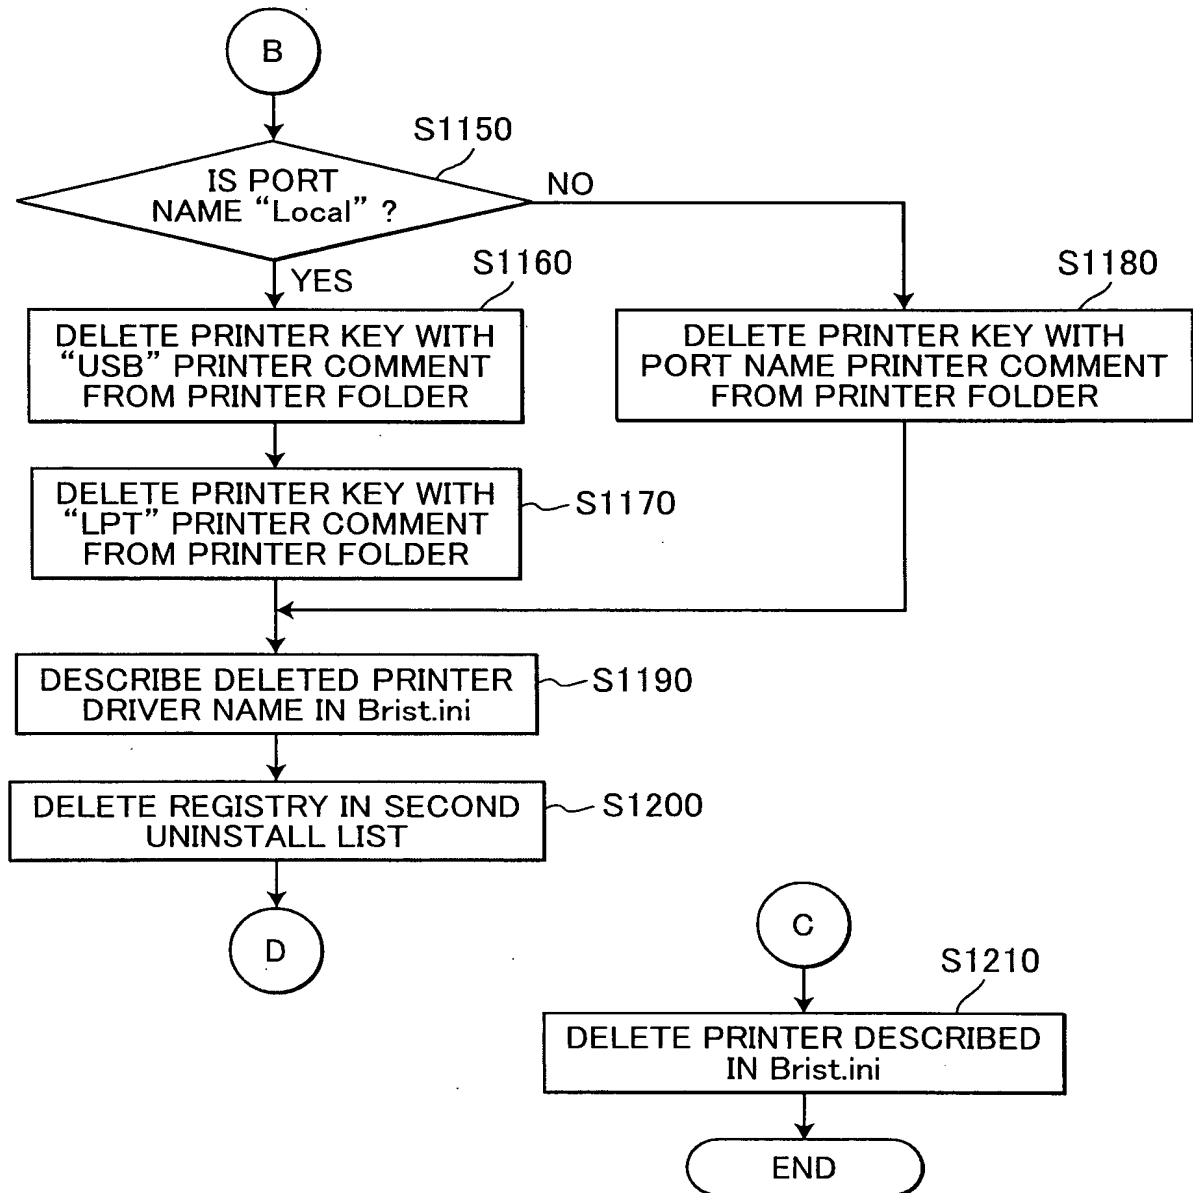 B
S1150
IS PORT
NAME “Local” ?
NO
YES
S1160
DELETE PRINTER KEY WITH
“USB” PRINTER COMMENT
FROM PRINTER FOLDER
S1180
DELETE PRINTER KEY WITH
PORT NAME PRINTER COMMENT
FROM PRINTER FOLDER
DELETE PRINTER KEY WITH
“LPT” PRINTER COMMENT
FROM PRINTER FOLDER
S1170
DESCRIBE DELETED PRINTER
DRIVER NAME IN Brist.ini
S1190
DELETE REGISTRY IN SECOND
UNINSTALL LIST
S1200
D
C
S1210
DELETE PRINTER DESCRIBED
IN Brist.ini
END